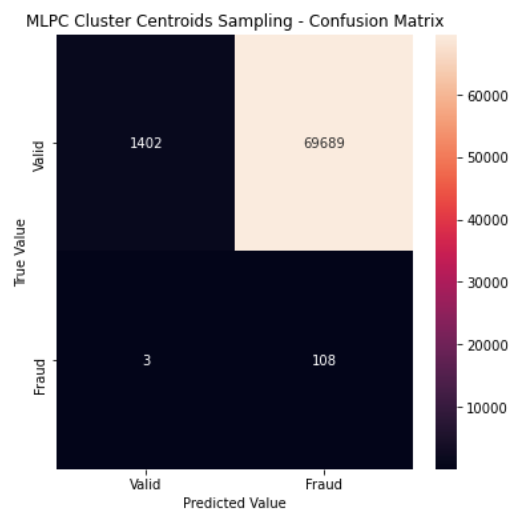 MLPC Cluster Centroids Sampling - Confusion Matrix
True Value
Valid
1402
69689
Fraud
3
108
Valid
Fraud
Predicted Value
60000
50000
40000
30000
20000
10000